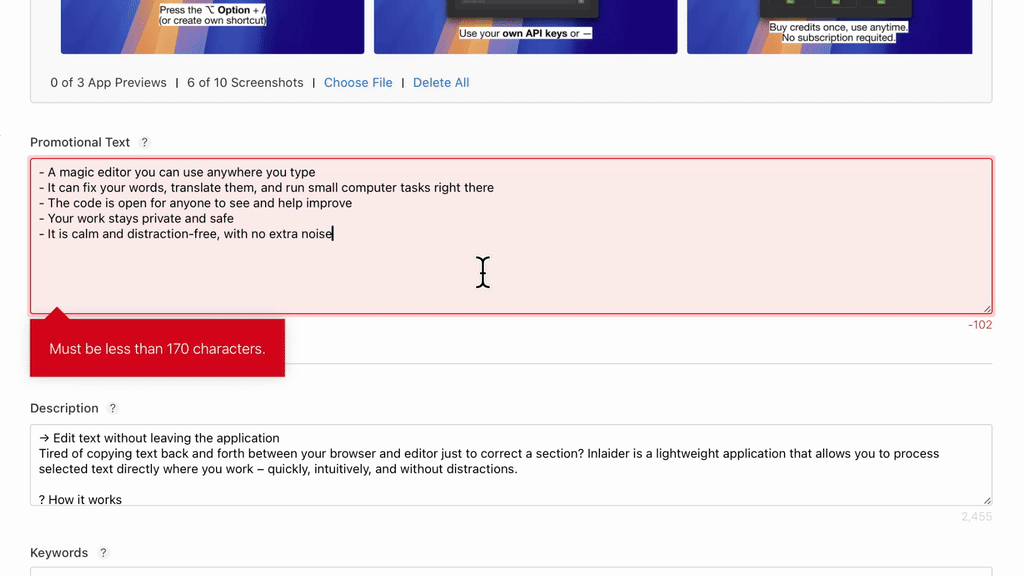 Press the ⌥ Option + /
(or create own shortcut)
Use your own API keys or —
Buy credits once, use anytime.
No subscription requited.
0 of 3 App Previews | 6 of 10 Screenshots | Choose File | Delete All
Promotional Text ?
- A magic editor you can use anywhere you type
- It can fix your words, translate them, and run small computer tasks right there
- The code is open for anyone to see and help improve
- Your work stays private and safe
- It is calm and distraction-free, with no extra noise
-102
Must be less than 170 characters.
Description ?
→ Edit text without leaving the application
Tired of copying text back and forth between your browser and editor just to correct a section? Inlaider is a lightweight application that allows you to process
selected text directly where you work – quickly, intuitively, and without distractions.
? How it works
2,455
Keywords ?